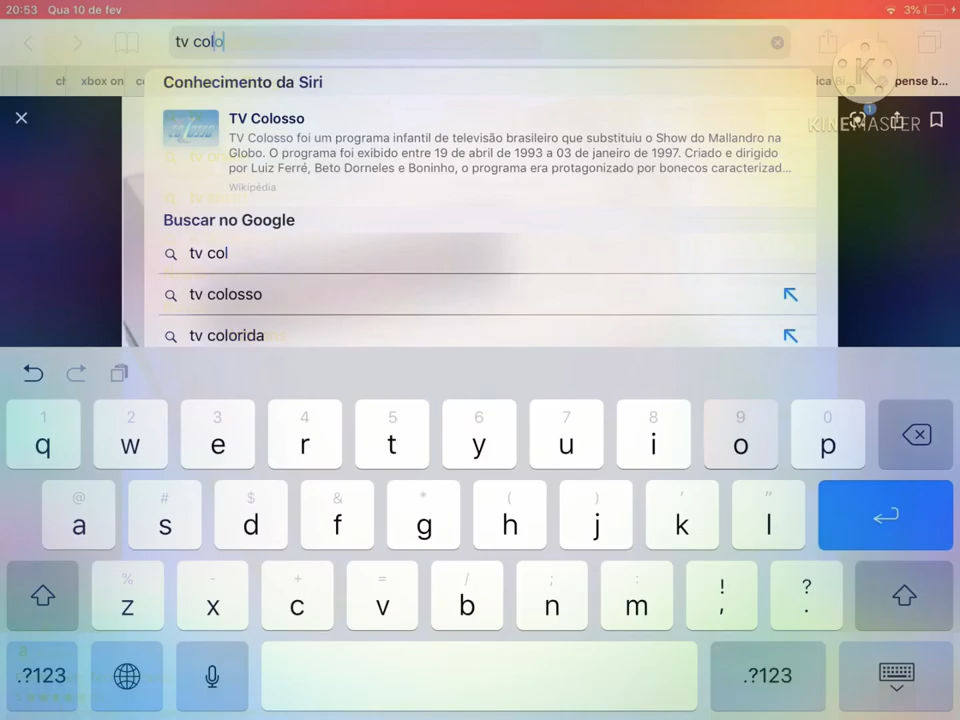 20:53 Qua 10 de fev 3%
tv colo
ch xbox on pense b...
KINEMASTER
K
1
Conhecimento da Siri
TV Colosso
TV Colosso foi um programa infantil de televisão brasileiro que substituiu o Show do Mallandro na
Globo. O programa foi exibido entre 19 de abril de 1993 a 03 de janeiro de 1997. Criado e dirigido
por Luiz Ferré, Beto Dorneles e Boninho, o programa era protagonizado por bonecos caracterizad...
Wikipédia
Buscar no Google
tv col
tv colosso
tv colorida
1 2 3 4 5 6 7 8 9 0
q w e r t y u i o p
@ # $ & * ( ) ' "
a s d f g h j k l
% - + = / ; : ! ?
z x c v b n m , .
.?123 .?123